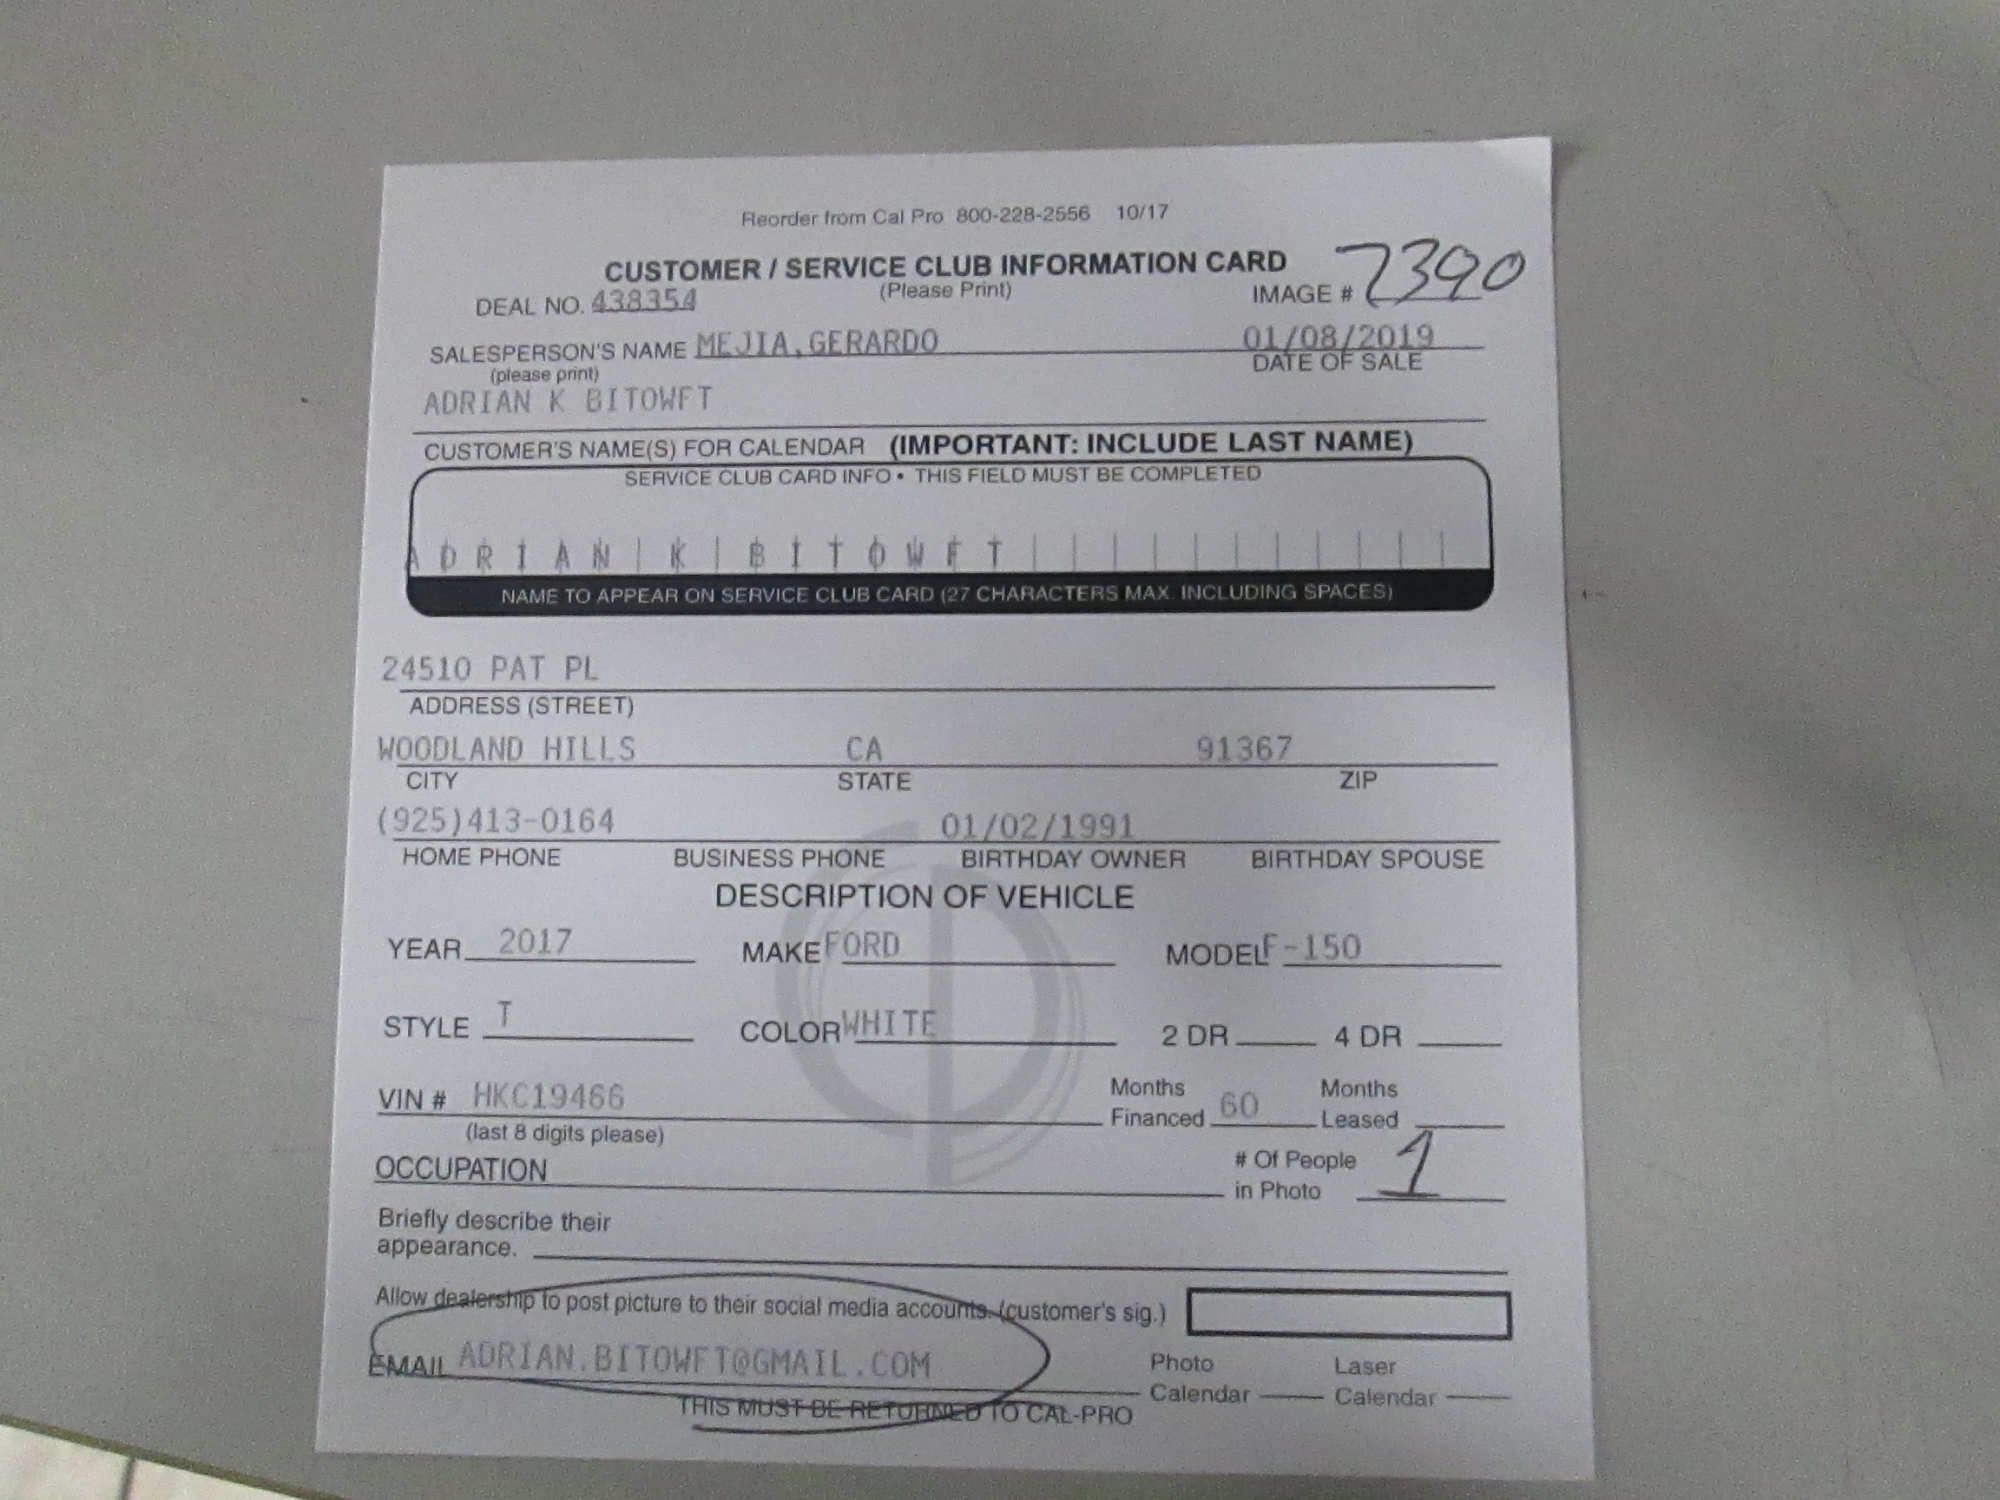 Reorder from Cal Pro 800-228-2556 10/17
CUSTOMER / SERVICE CLUB INFORMATION CARD
(Please Print)
DEAL NO. 438354 IMAGE # 7390
SALESPERSON'S NAME MEJIA,GERARDO 01/08/2019
(please print) DATE OF SALE
ADRIAN K BITOWFT
CUSTOMER'S NAME(S) FOR CALENDAR (IMPORTANT: INCLUDE LAST NAME)
SERVICE CLUB CARD INFO • THIS FIELD MUST BE COMPLETED
ADRIAN K BITOWFT
NAME TO APPEAR ON SERVICE CLUB CARD (27 CHARACTERS MAX. INCLUDING SPACES)
24510 PAT PL
ADDRESS (STREET)
WOODLAND HILLS CA 91367
CITY STATE ZIP
(925)413-0164 01/02/1991
HOME PHONE BUSINESS PHONE BIRTHDAY OWNER BIRTHDAY SPOUSE
DESCRIPTION OF VEHICLE
YEAR 2017 MAKE FORD MODEL F-150
STYLE T COLOR WHITE 2 DR 4 DR
VIN # HKC19466 Months Financed 60 Months Leased
(last 8 digits please)
OCCUPATION # Of People in Photo 1
Briefly describe their
appearance.
Allow dealership to post picture to their social media accounts. (customer's sig.)
EMAIL ADRIAN.BITOWFT@GMAIL.COM Photo Calendar Laser Calendar
THIS MUST BE RETURNED TO CAL-PRO